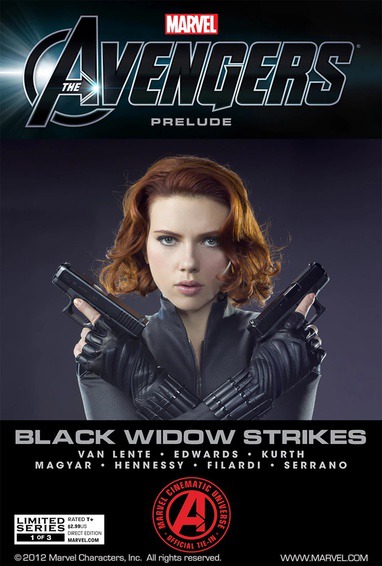 MARVEL
THE AVENGERS®
PRELUDE
BLACK WIDOW STRIKES
VAN LENTE • EDWARDS • KURTH
MAGYAR • HENNESSY • FILARDI • SERRANO
MARVEL CINEMATIC UNIVERSE
OFFICIAL TIE-IN
LIMITED SERIES
1 OF 3
RATED T+
$2.99US
DIRECT EDITION
MARVEL.COM
©2012 Marvel Characters, Inc. All rights reserved.
WWW.MARVEL.COM